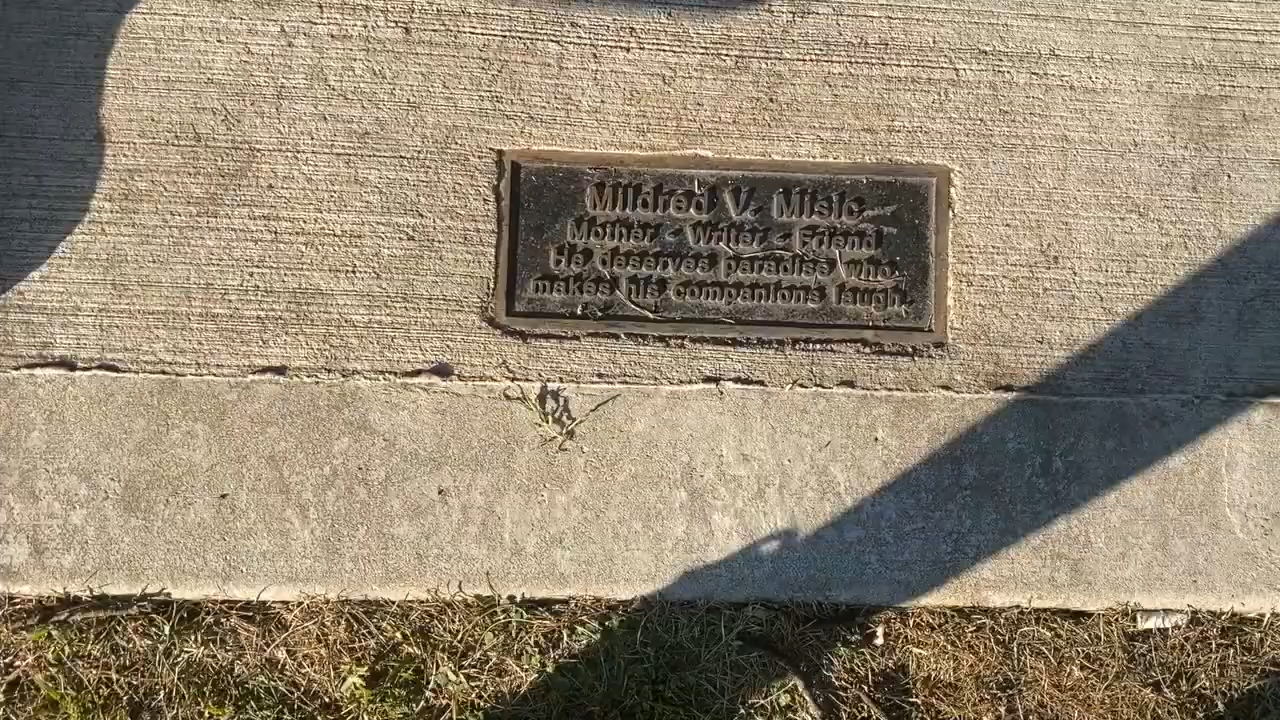 Mildred V. Misic
Mother - Writer - Friend
He deserves paradise who
makes his companions laugh.